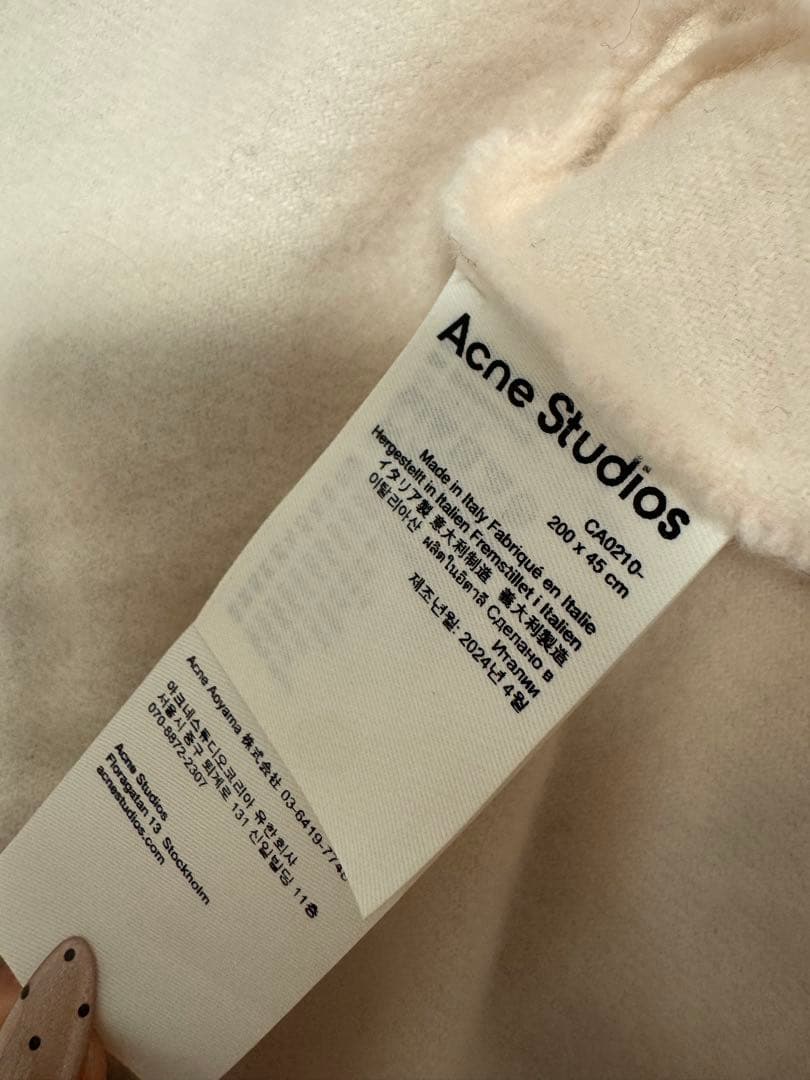 Acne Studios
CA0210-
200 x 45 cm
Made in Italy Fabriqué en Italie
Hergestellt in Italien Fremstillet i Italien
イタリア製 意大利制造 義大利製造
이탈리아산 ผลิตในอิตาลี Сделано в
Италии
제조년월: 2024년 4월
Acne Aoyama 株式会社 03-6419-774
아크네스튜디오코리아 유한회사
서울시 중구 퇴계로 131 신일빌딩 11층
070-8872-2307
Acne Studios
Floragatan 13 Stockholm
acnestudios.com